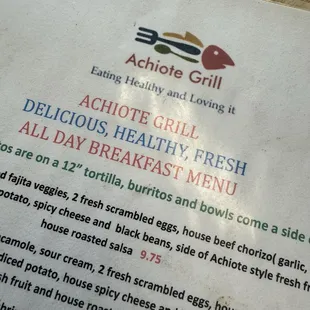 Achiote Grill
Eating Healthy and Loving it
ACHIOTE GRILL
DELICIOUS, HEALTHY, FRESH
ALL DAY BREAKFAST MENU
are on a 12" tortilla, burritos and bowls come a side
fajita veggies, 2 fresh scrambled eggs, house beef chorizo( garlic,
potato, spicy cheese and black beans, side of Achiote style fresh
house roasted salsa 9.75
sour cream, 2 fresh scrambled eggs,
diced potato, house spicy cheese
fruit and house